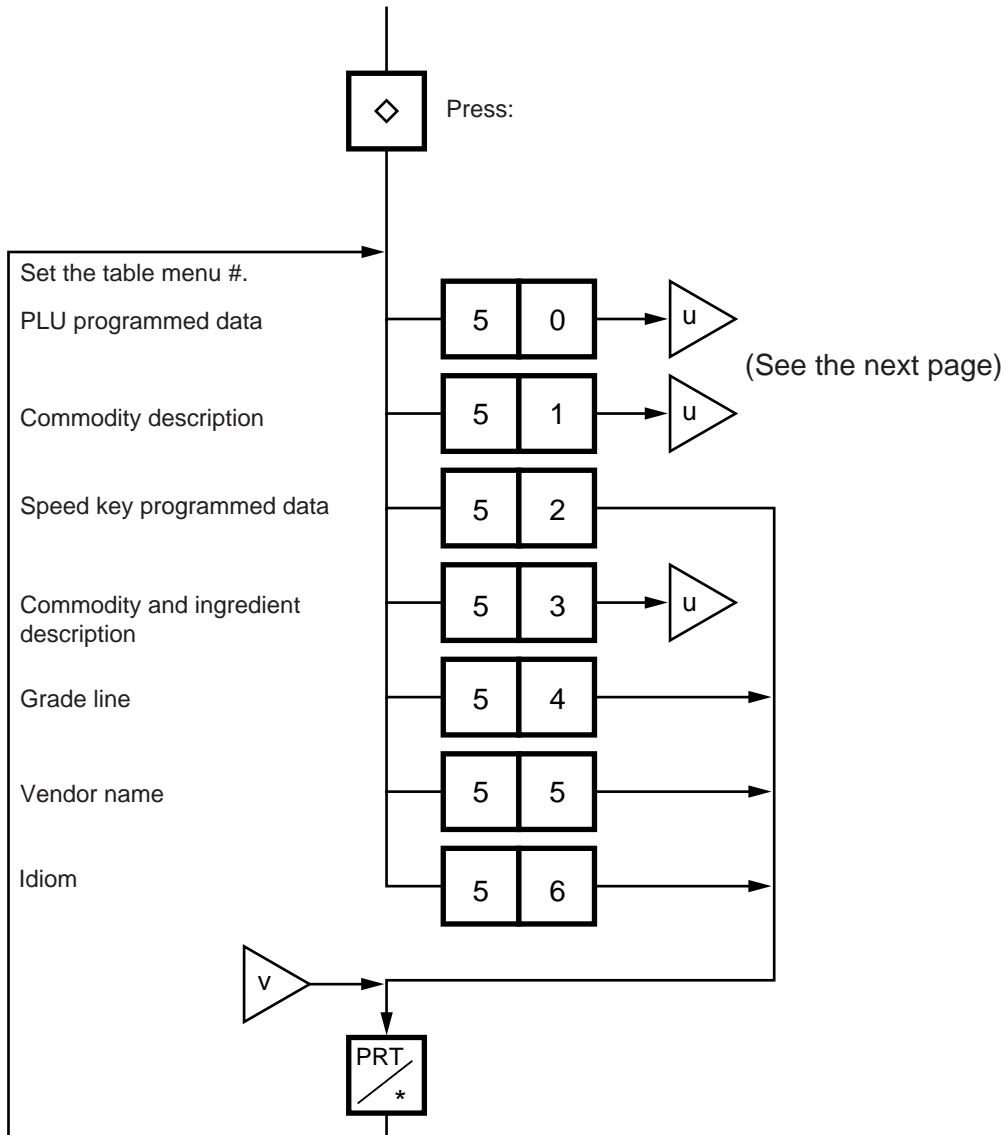 Press:
Set the table menu #.
PLU programmed data
5 0
u
(See the next page)
Commodity description
5 1
u
Speed key programmed data
5 2
Commodity and ingredient
description
5 3
u
Grade line
5 4
Vendor name
5 5
Idiom
5 6
v
PRT
*